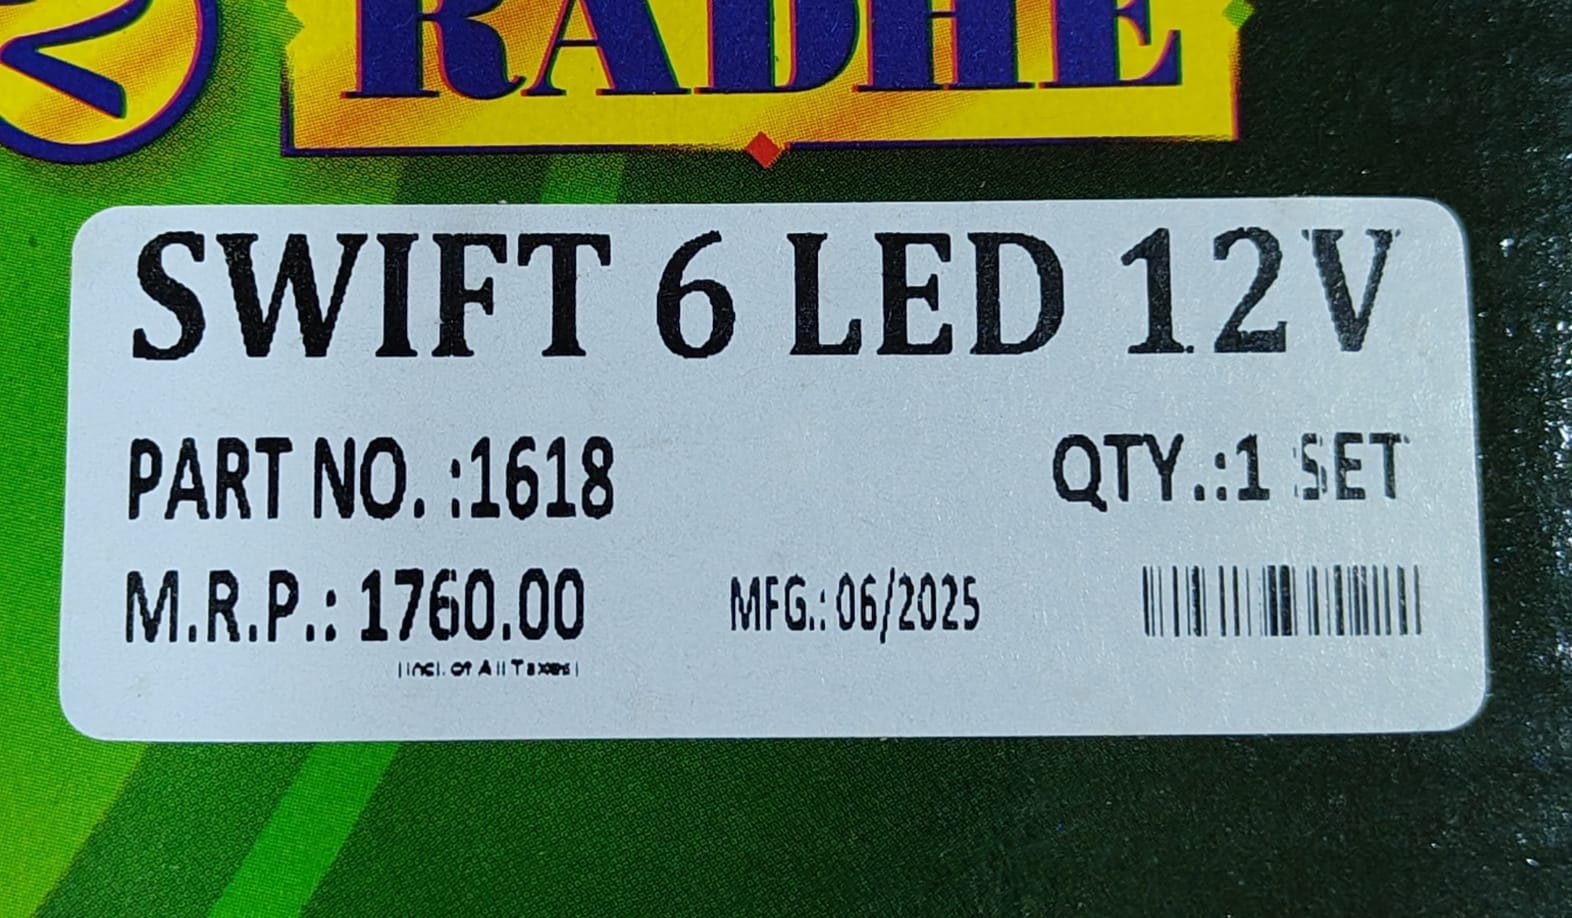 RADHE
SWIFT 6 LED 12V
PART NO. :1618 QTY.:1 SET
M.R.P.: 1760.00 MFG.: 06/2025
(Incl. of All Taxes)